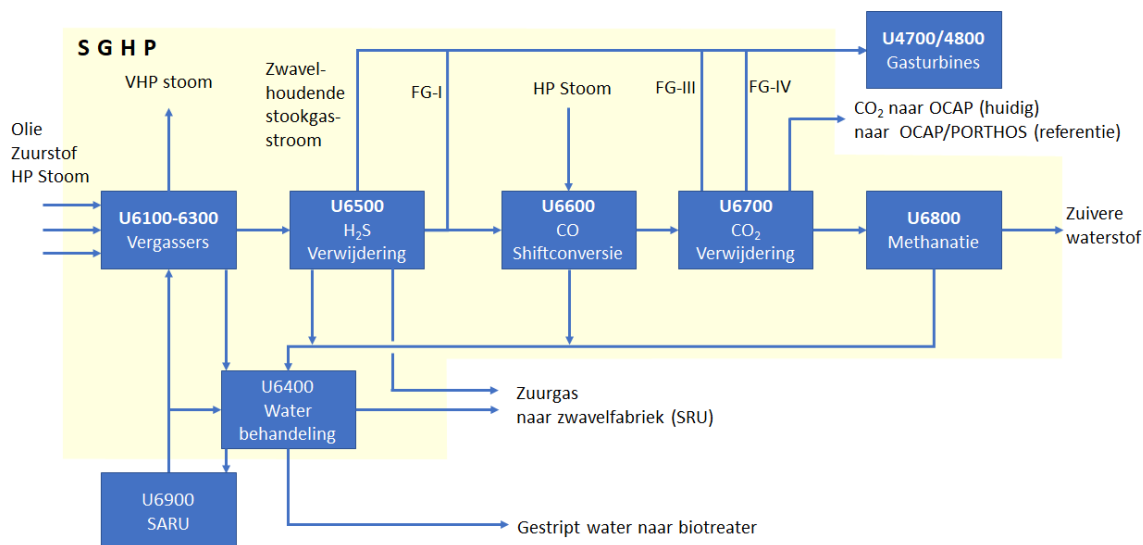 S G H P
U4700/4800
Gasturbines
VHP stoom
Zwavel-
houdende
stookgas-
stroom
FG-I
HP Stoom
FG-III
FG-IV
CO₂ naar OCAP (huidig)
naar OCAP/PORTHOS (referentie)
Olie
Zuurstof
HP Stoom
U6100-6300
Vergassers
U6500
H₂S
Verwijdering
U6600
CO
Shiftconversie
U6700
CO₂
Verwijdering
U6800
Methanatie
Zuivere
waterstof
U6400
Water
behandeling
Zuurgas
naar zwavelfabriek (SRU)
U6900
SARU
Gestript water naar biotreater